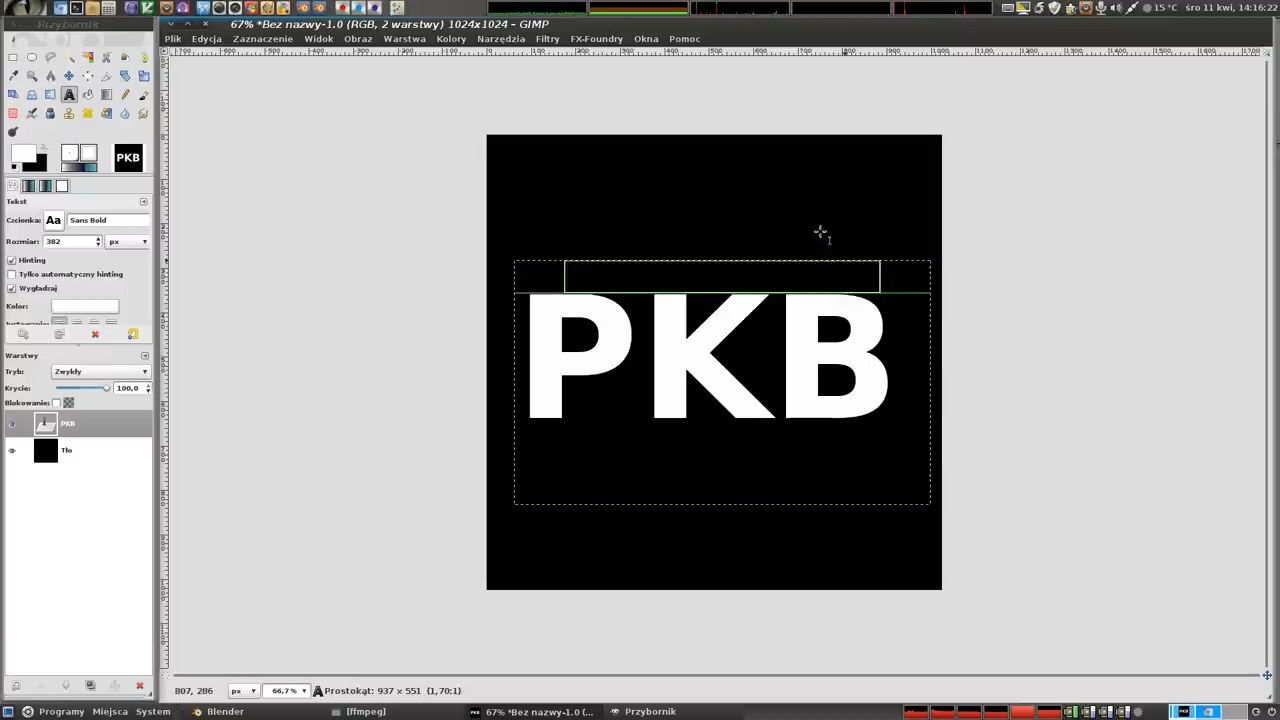 Przybornik
67% *Bez nazwy-1.0 (RGB, 2 warstwy) 1024x1024 – GIMP
15 °C śro 11 kwi, 14:16:22
Plik Edycja Zaznaczenie Widok Obraz Warstwa Kolory Narzędzia Filtry FX-Foundry Okna Pomoc
PKB
Tekst
Czcionka: Aa Sans Bold
Rozmiar: 382 px
Hinting
Tylko automatyczny hinting
Wygładzaj
Kolor:
Warstwy
Tryb: Zwykły
Krycie: 100,0
Blokowanie:
PKB
Tło
PKB
807, 286 px 66,7% Prostokąt: 937 × 551 (1,70:1)
Programy Miejsca System Blender [ffmpeg] 67% *Bez nazwy-1.0 (... Przybornik